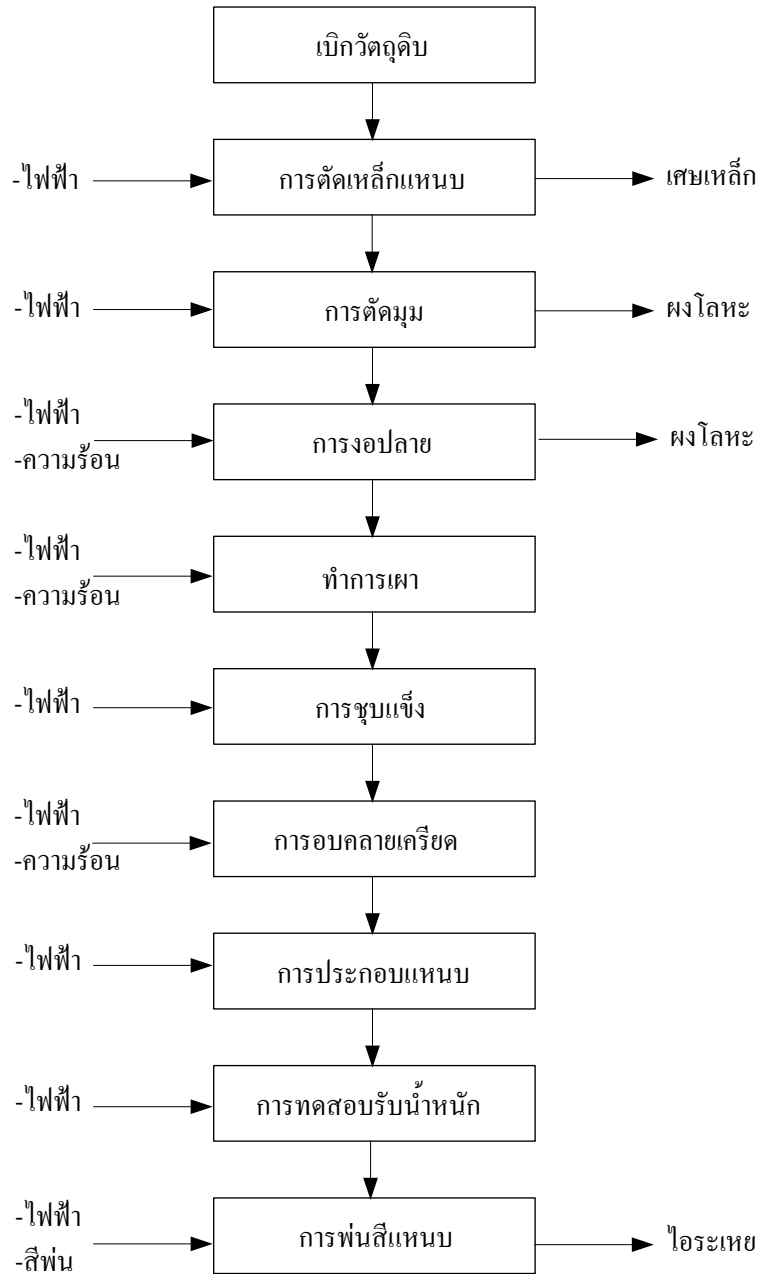 เบิกวัตถุดิบ
-ไฟฟ้า
การตัดเหล็กแหนบ
เศษเหล็ก
-ไฟฟ้า
การตัดมุม
ผงโลหะ
-ไฟฟ้า
-ความร้อน
การงอปลาย
ผงโลหะ
-ไฟฟ้า
-ความร้อน
ทำการเผา
-ไฟฟ้า
การชุบแข็ง
-ไฟฟ้า
-ความร้อน
การอบคลายเครียด
-ไฟฟ้า
การประกอบแหนบ
-ไฟฟ้า
การทดสอบรับน้ำหนัก
-ไฟฟ้า
-สีพ่น
การพ่นสีแหนบ
ไอระเหย